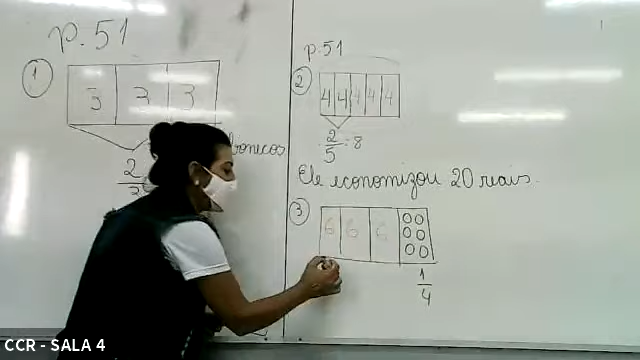 p.51
1
3 3 3
2
bônicos
p.51
2
4 4 4 4 4
2/5 : 8
Ele economizou 20 reais.
3
6 6 6
1/4
CCR - SALA 4